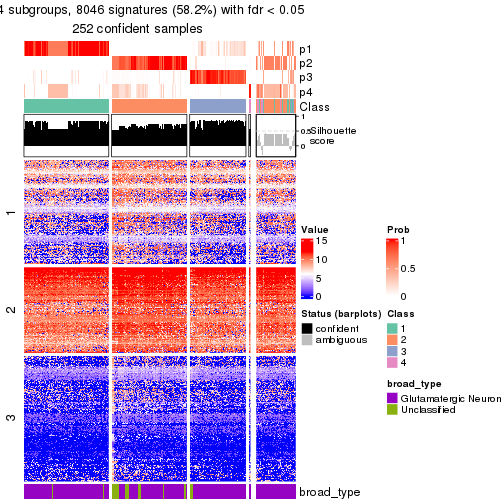 4 subgroups, 8046 signatures (58.2%) with fdr < 0.05
252 confident samples
p1
p2
p3
p4
Class
1
0.5
0
Silhouette
score
1
2
3
Value
15
10
5
0
Prob
1
0.5
0
Status (barplots)
confident
ambiguous
Class
1
2
3
4
broad_type
Glutamatergic Neuron
Unclassified
broad_type